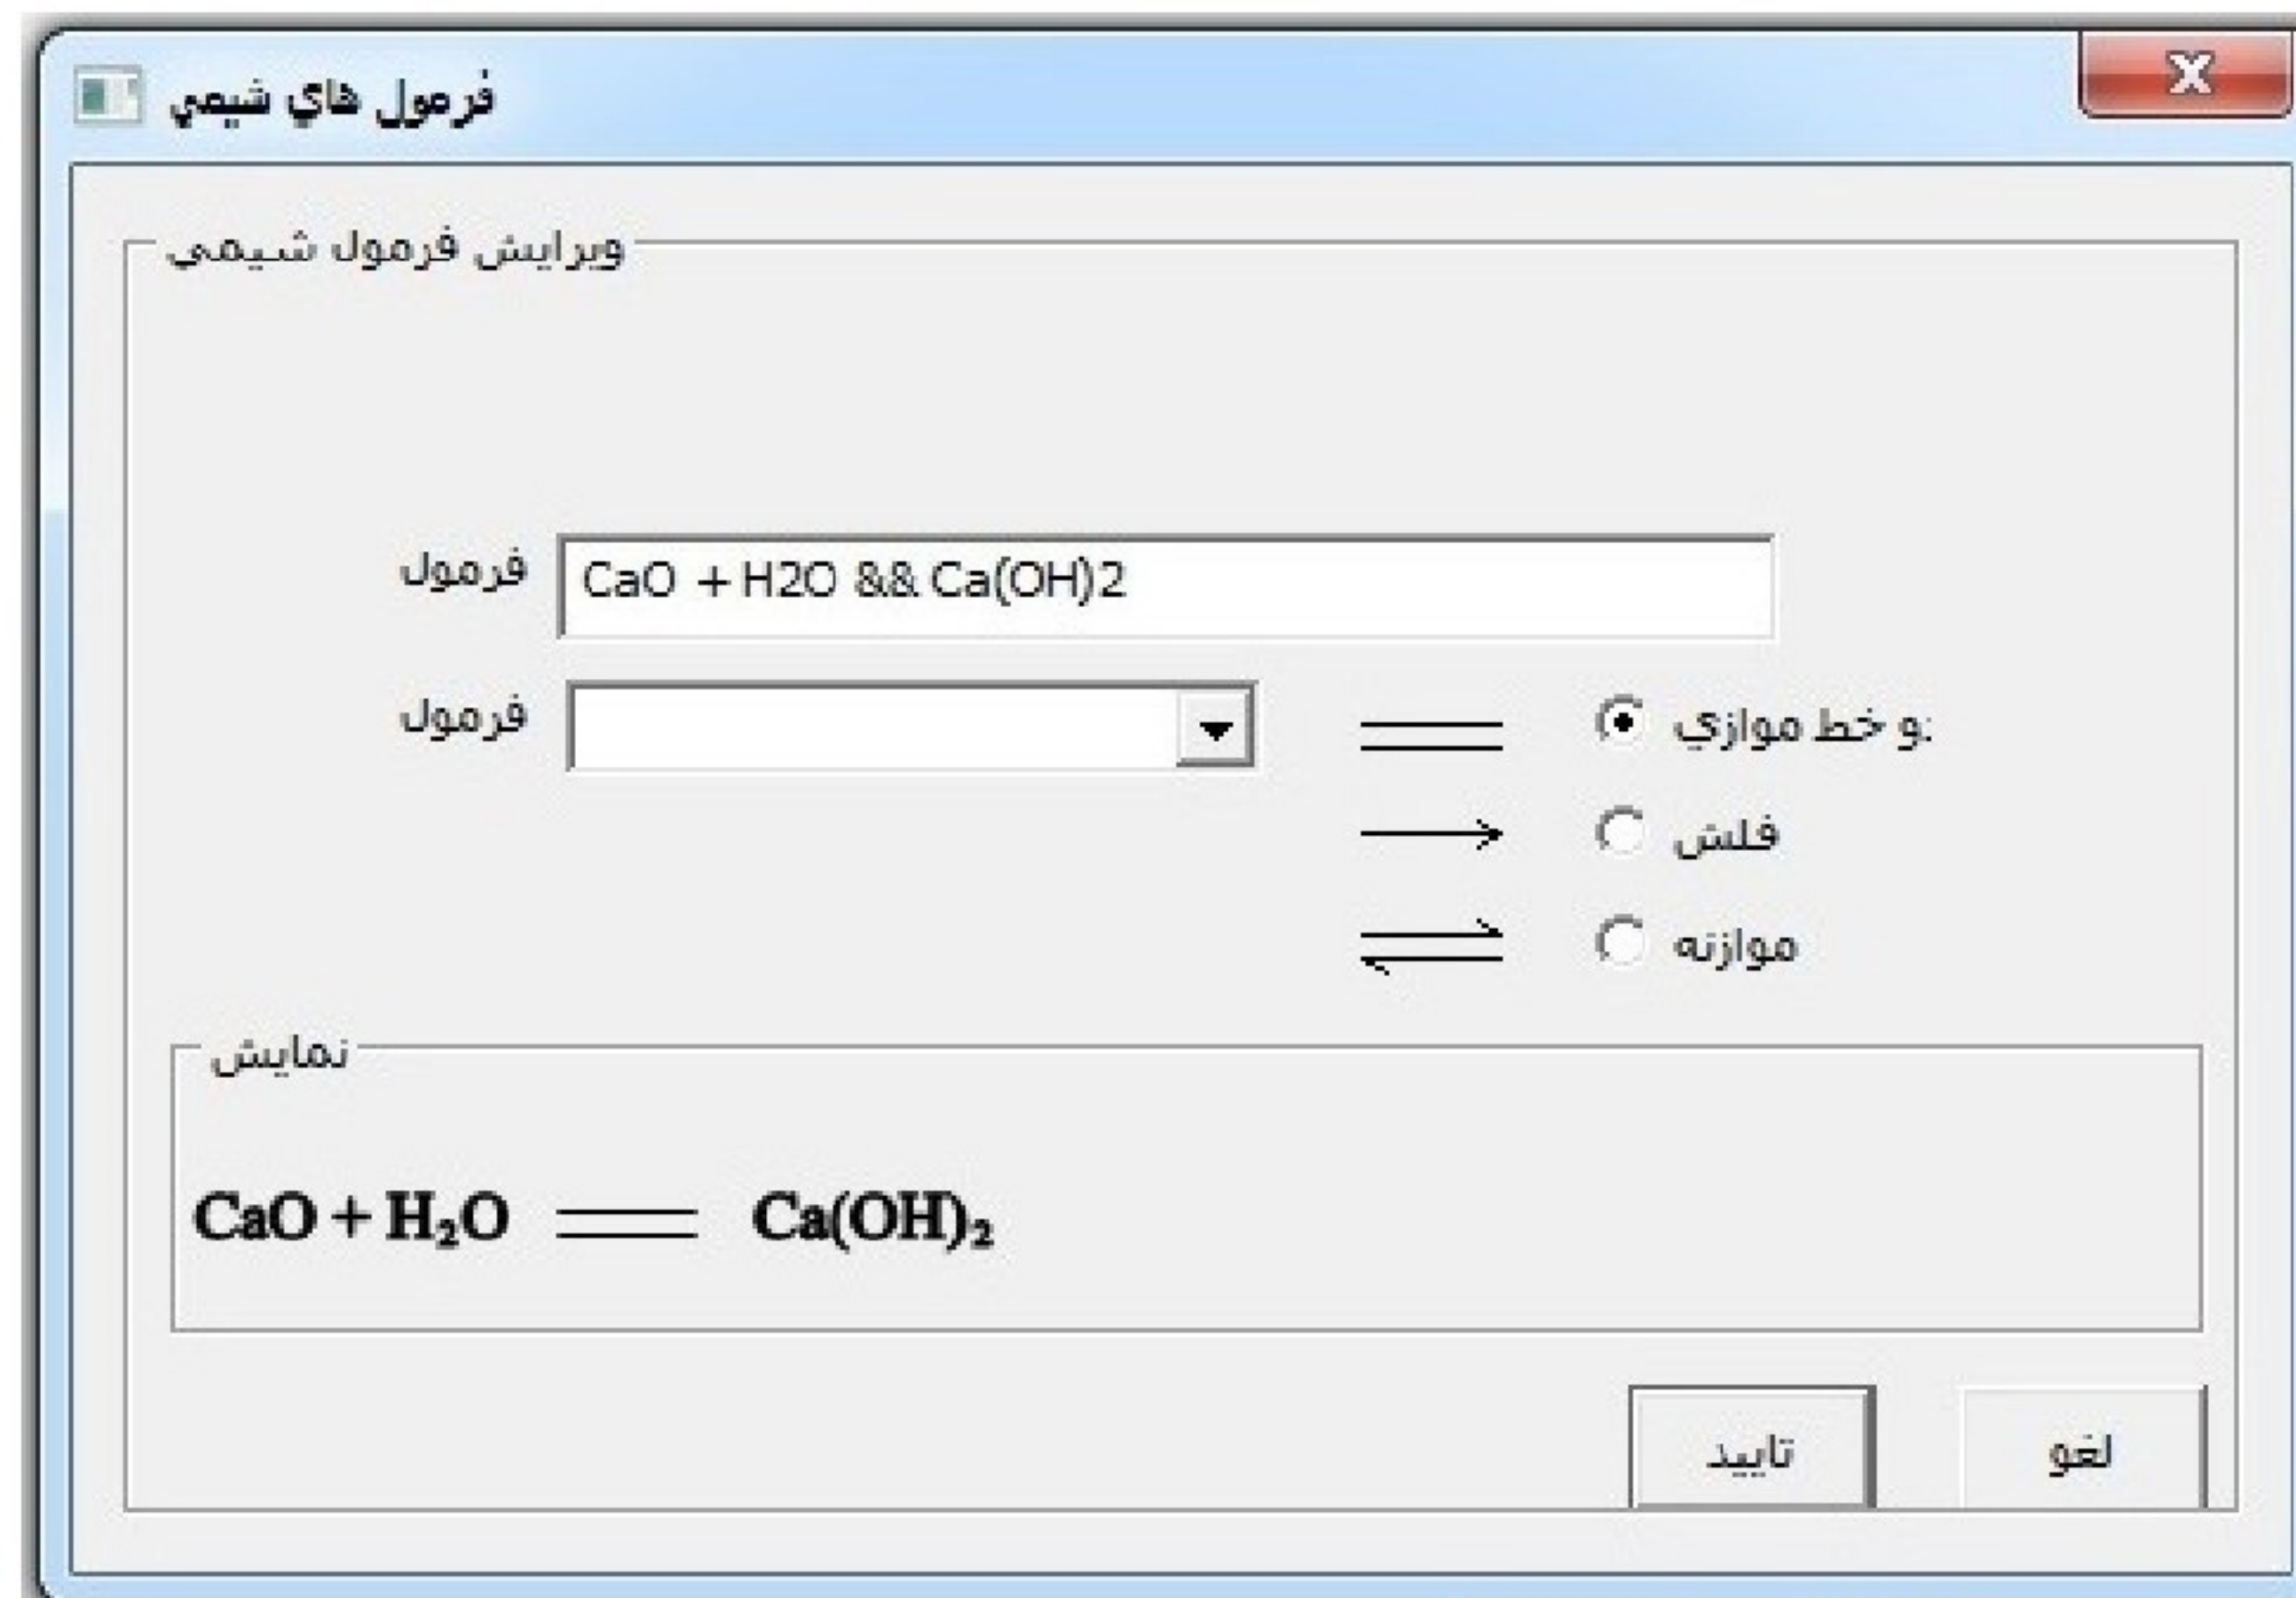 فرمول هاي شيمي
ويرايش فرمول شيمي
فرمول CaO + H2O && Ca(OH)2
فرمول
:و خط موازي
فلش
موازنه
نمايش
CaO + H₂O ══ Ca(OH)₂
تاييد لغو